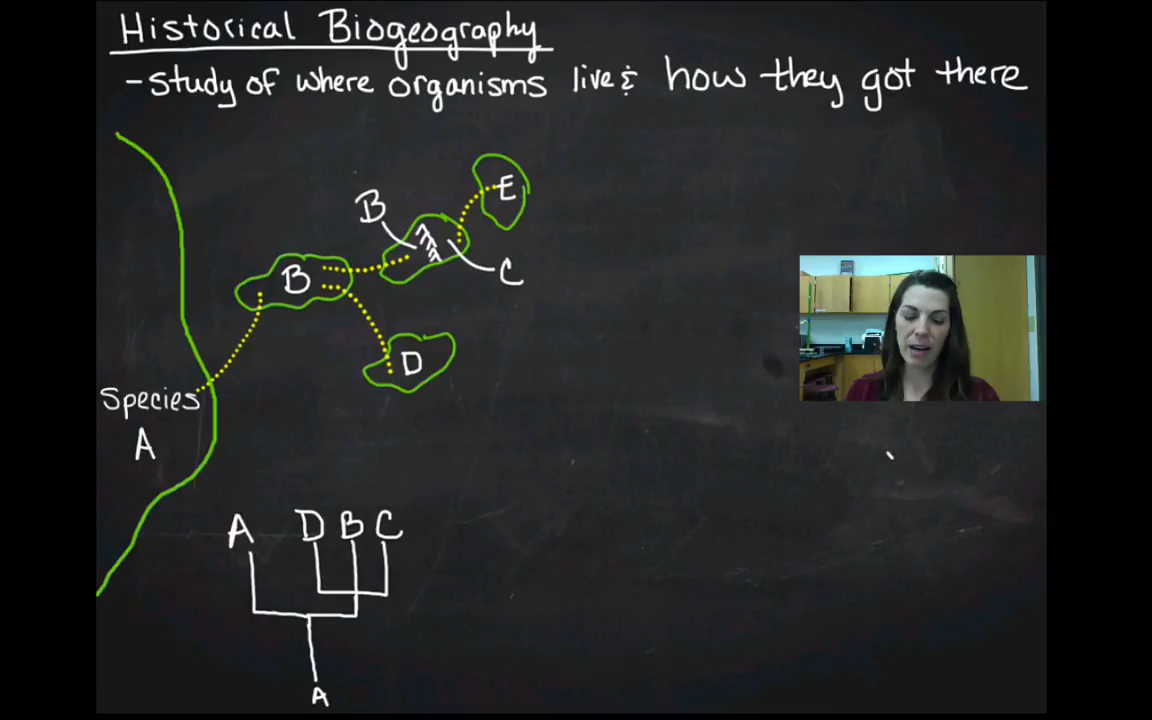 Historical Biogeography
- Study of where organisms live & how they got there
E
B
B
C
D
Species
A
A D B C
A